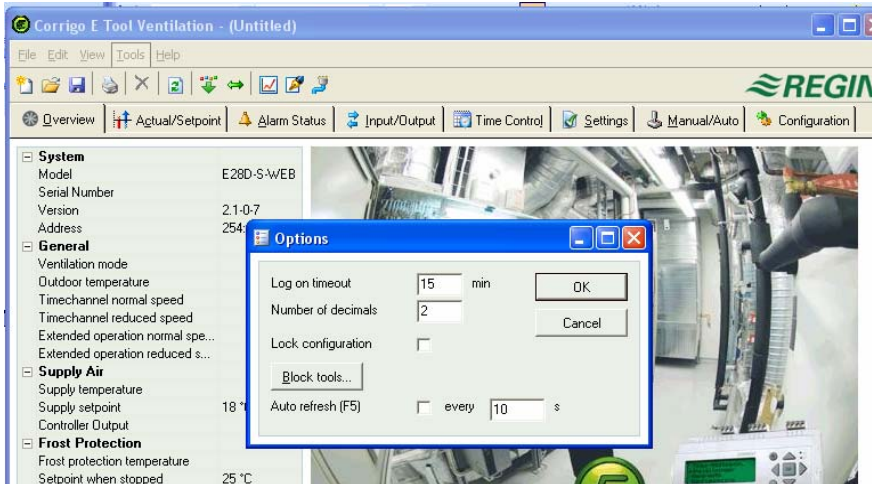 Corrigo E Tool Ventilation - (Untitled)
File Edit View Tools Help
REGIN
Overview Actual/Setpoint Alarm Status Input/Output Time Control Settings Manual/Auto Configuration
System
Model E28D-S-WEB
Serial Number
Version 2.1-0-7
Address 254:
General
Ventilation mode
Outdoor temperature
Timechannel normal speed
Timechannel reduced speed
Extended operation normal spe...
Extended operation reduced s...
Supply Air
Supply temperature
Supply setpoint 18 °
Controller Output
Frost Protection
Frost protection temperature
Setpoint when stopped 25 °C
Options
Log on timeout 15 min
OK
Number of decimals 2
Cancel
Lock configuration
Block tools...
Auto refresh (F5) every 10 s